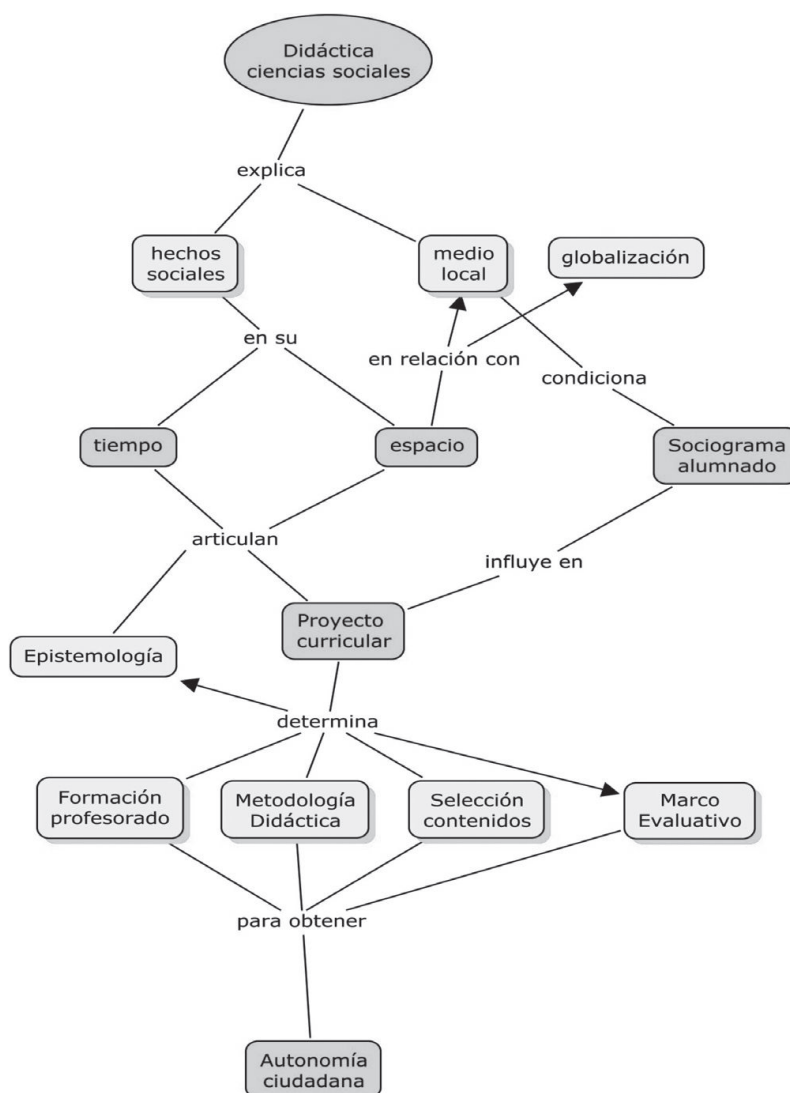 Didáctica
ciencias sociales
explica
hechos
sociales
medio
local
globalización
en su
en relación con
condiciona
tiempo
espacio
Sociograma
alumnado
articulan
influye en
Proyecto
curricular
Epistemología
determina
Formación
profesorado
Metodología
Didáctica
Selección
contenidos
Marco
Evaluativo
para obtener
Autonomía
ciudadana